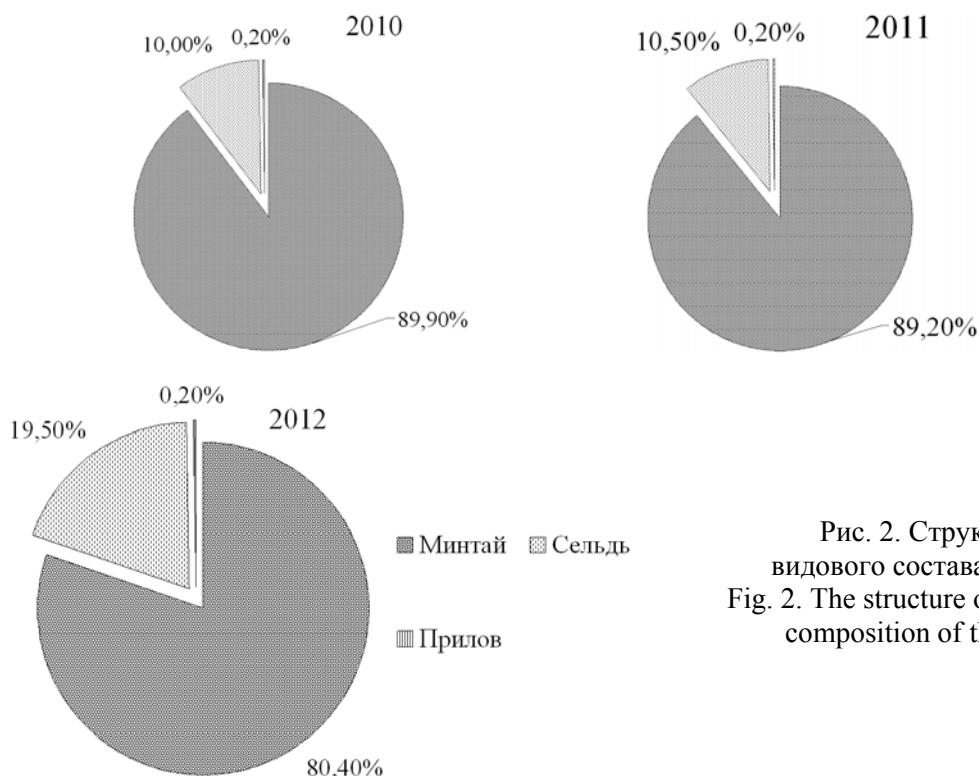 2010
10,00%
0,20%
89,90%
2011
10,50%
0,20%
89,20%
2012
19,50%
0,20%
80,40%
Минтай
Сельдь
Прилов
Рис. 2.
видового состава
Fig. 2. The structure
composition of